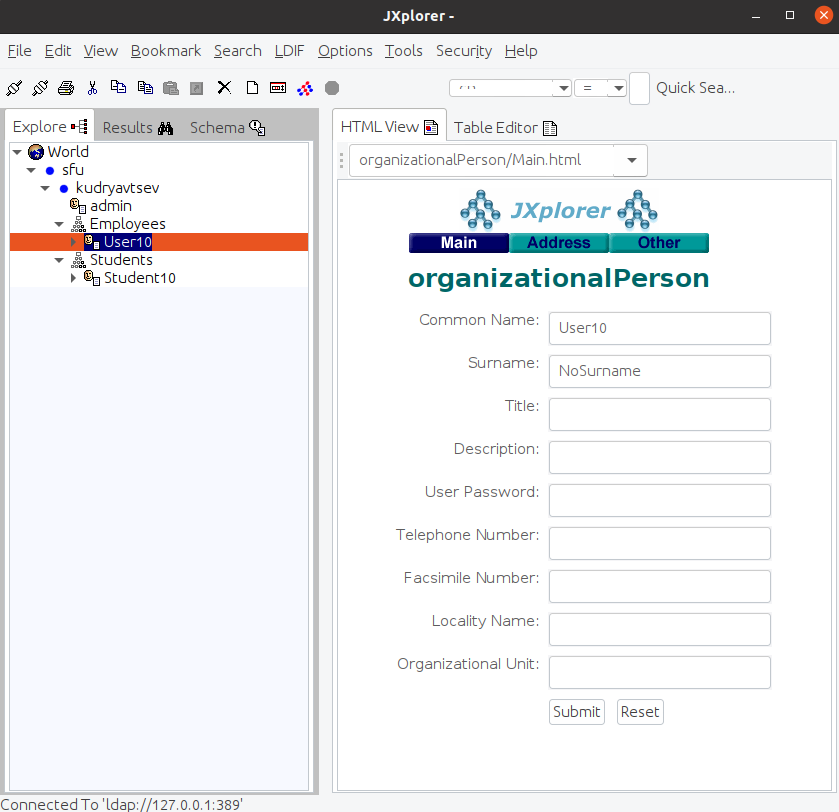 JXplorer -
File Edit View Bookmark Search LDIF Options Tools Security Help
= Quick Sea...
Explore Results Schema
HTML View Table Editor
World
sfu
kudryavtsev
admin
Employees
User10
Students
Student10
organizationalPerson/Main.html
JXplorer
Main Address Other
organizationalPerson
Common Name: User10
Surname: NoSurname
Title:
Description:
User Password:
Telephone Number:
Facsimile Number:
Locality Name:
Organizational Unit:
Submit Reset
Connected To 'ldap://127.0.0.1:389'